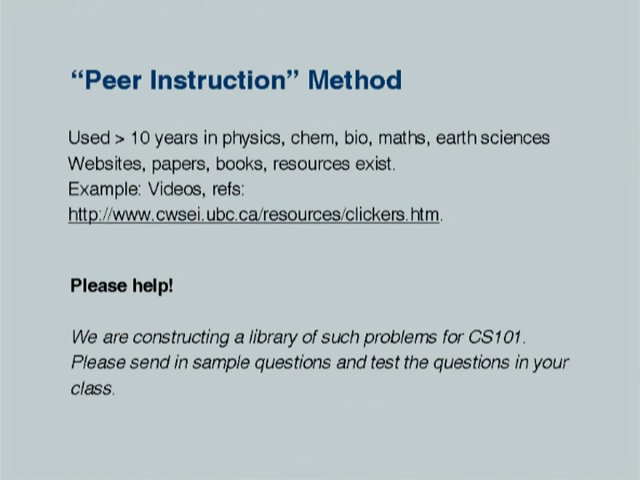 “Peer Instruction” Method
Used > 10 years in physics, chem, bio, maths, earth sciences
Websites, papers, books, resources exist.
Example: Videos, refs:
http://www.cwsei.ubc.ca/resources/clickers.htm.
Please help!
We are constructing a library of such problems for CS101.
Please send in sample questions and test the questions in your
class.